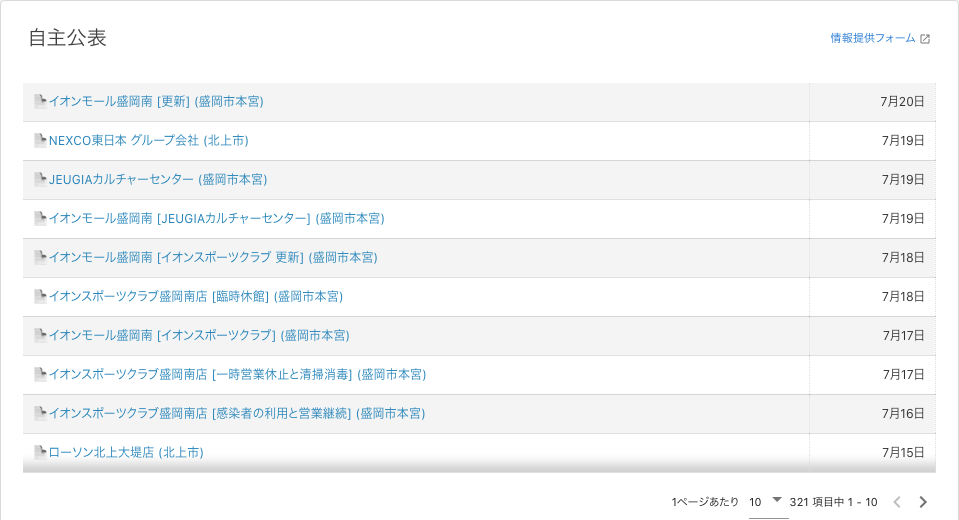 自主公表
情報提供フォーム
イオンモール盛岡南 [更新] (盛岡市本宮) 7月20日
NEXCO東日本 グループ会社 (北上市) 7月19日
JEUGIAカルチャーセンター (盛岡市本宮) 7月19日
イオンモール盛岡南 [JEUGIAカルチャーセンター] (盛岡市本宮) 7月19日
イオンモール盛岡南 [イオンスポーツクラブ 更新] (盛岡市本宮) 7月18日
イオンスポーツクラブ盛岡南店 [臨時休館] (盛岡市本宮) 7月18日
イオンモール盛岡南 [イオンスポーツクラブ] (盛岡市本宮) 7月17日
イオンスポーツクラブ盛岡南店 [一時営業休止と清掃消毒] (盛岡市本宮) 7月17日
イオンスポーツクラブ盛岡南店 [感染者の利用と営業継続] (盛岡市本宮) 7月16日
ローソン北上大堤店 (北上市) 7月15日
1ページあたり 10 321 項目中 1 - 10